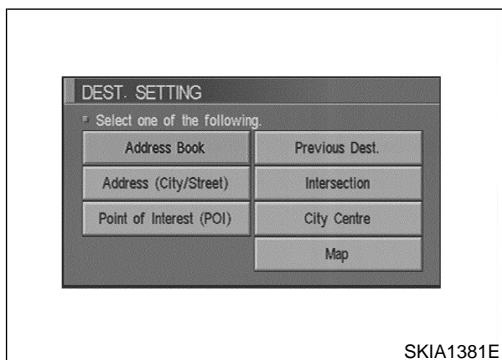 DEST. SETTING
Select one of the following.
Address Book
Previous Dest.
Address (City/Street)
Intersection
Point of Interest (POI)
City Centre
Map
SKIA1381E